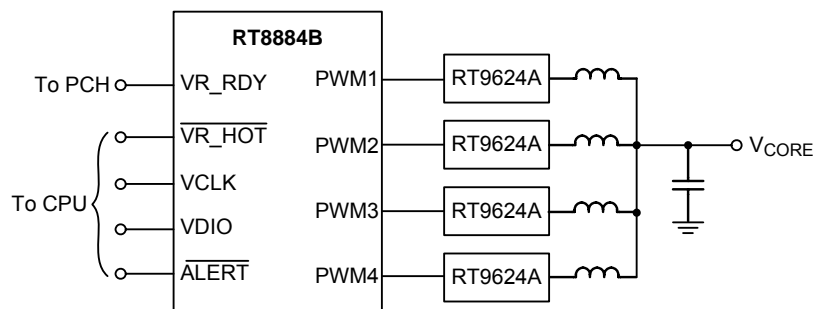 RT8884B
To PCH
VR_RDY
PWM1
RT9624A
VR_HOT
PWM2
RT9624A
VCORE
VCLK
To CPU
VDIO
PWM3
RT9624A
ALERT
PWM4
RT9624A